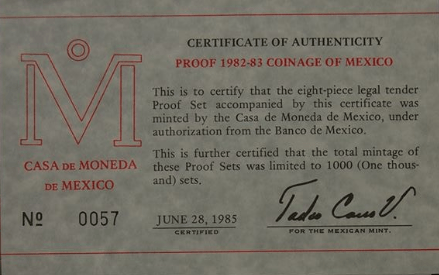 CERTIFICATE OF AUTHENTICITY
PROOF 1982-83 COINAGE OF MEXICO
This is to certify that the eight-piece legal tender
Proof Set accompanied by this certificate was
minted by the Casa de Moneda de Mexico, under
authorization from the Banco de Mexico.
This is further certified that the total mintage of
these Proof Sets was limited to 1000 (One thous-
and) sets.
M
CASA DE MONEDA
DE MEXICO
Nº 0057
JUNE 28, 1985
CERTIFIED
FOR THE MEXICAN MINT.